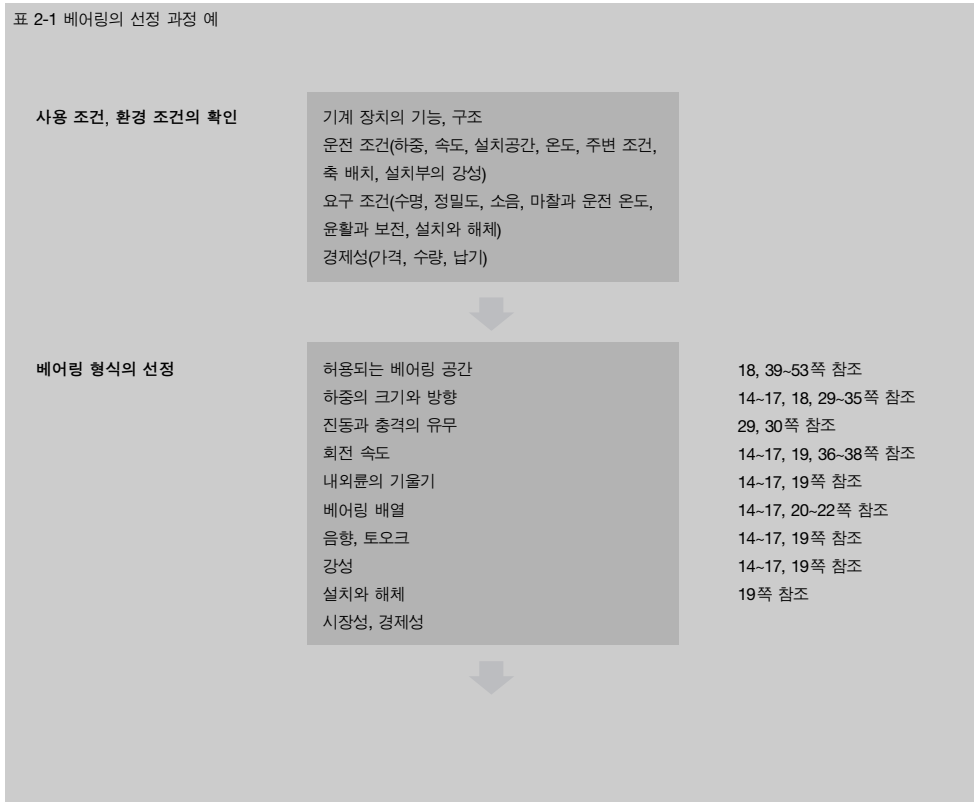 표 2-1 베어링의 선정 과정 예
사용 조건, 환경 조건의 확인
기계 장치의 기능, 구조
운전 조건(하중, 속도, 설치공간, 온도, 주변 조건,
축 배치, 설치부의 강성)
요구 조건(수명, 정밀도, 소음, 마찰과 운전 온도,
윤활과 보전, 설치와 해체)
경제성(가격, 수량, 납기)
베어링 형식의 선정
허용되는 베어링 공간 18, 39~53쪽 참조
하중의 크기와 방향 14~17, 18, 29~35쪽 참조
진동과 충격의 유무 29, 30쪽 참조
회전 속도 14~17, 19, 36~38쪽 참조
내외륜의 기울기 14~17, 19쪽 참조
베어링 배열 14~17, 20~22쪽 참조
음향, 토오크 14~17, 19쪽 참조
강성 14~17, 19쪽 참조
설치와 해체 19쪽 참조
시장성, 경제성